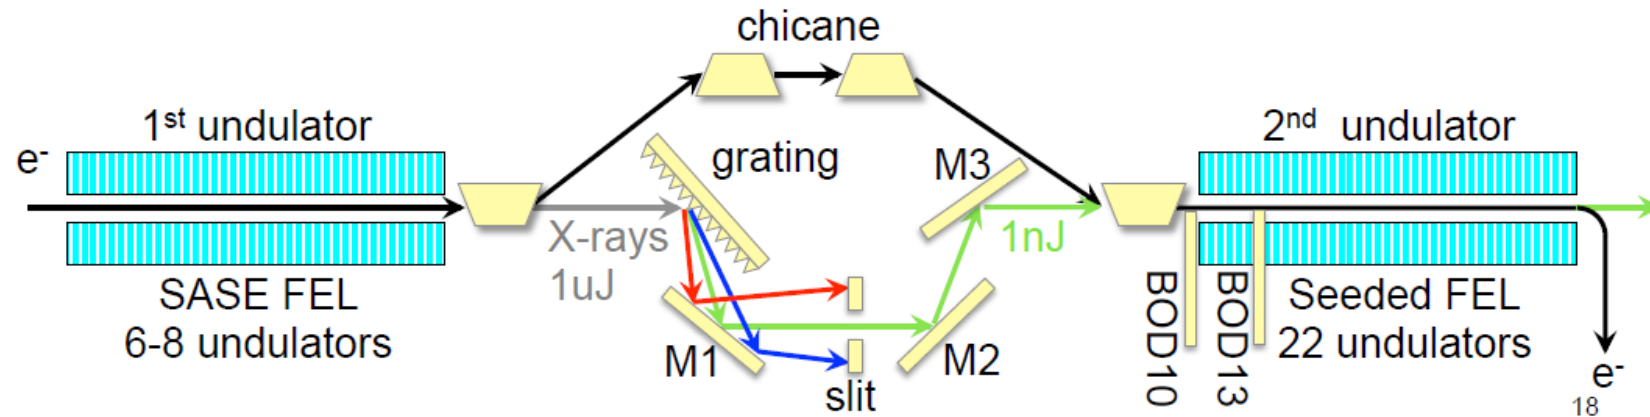 chicane
1st undulator
2nd undulator
e-
grating
M3
X-rays
1uJ
1nJ
SASE FEL
6-8 undulators
M1
slit
M2
BOD10
BOD13
Seeded FEL
22 undulators
e-
18